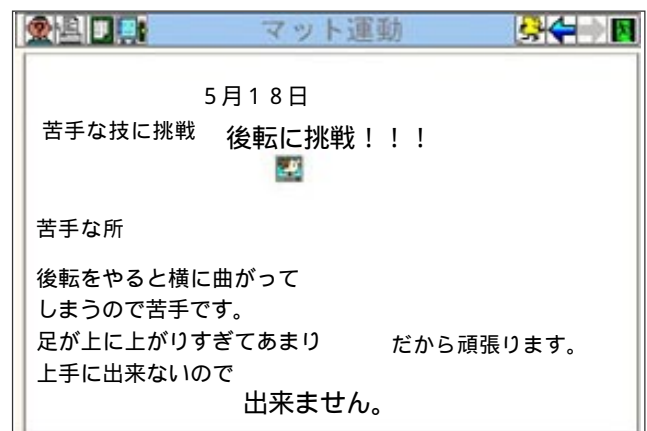 マット運動
5月18日
苦手な技に挑戦 後転に挑戦！！！
苦手な所
後転をやると横に曲がって
しまうので苦手です。
足が上に上がりすぎてあまり だから頑張ります。
上手に出来ないので
出来ません。